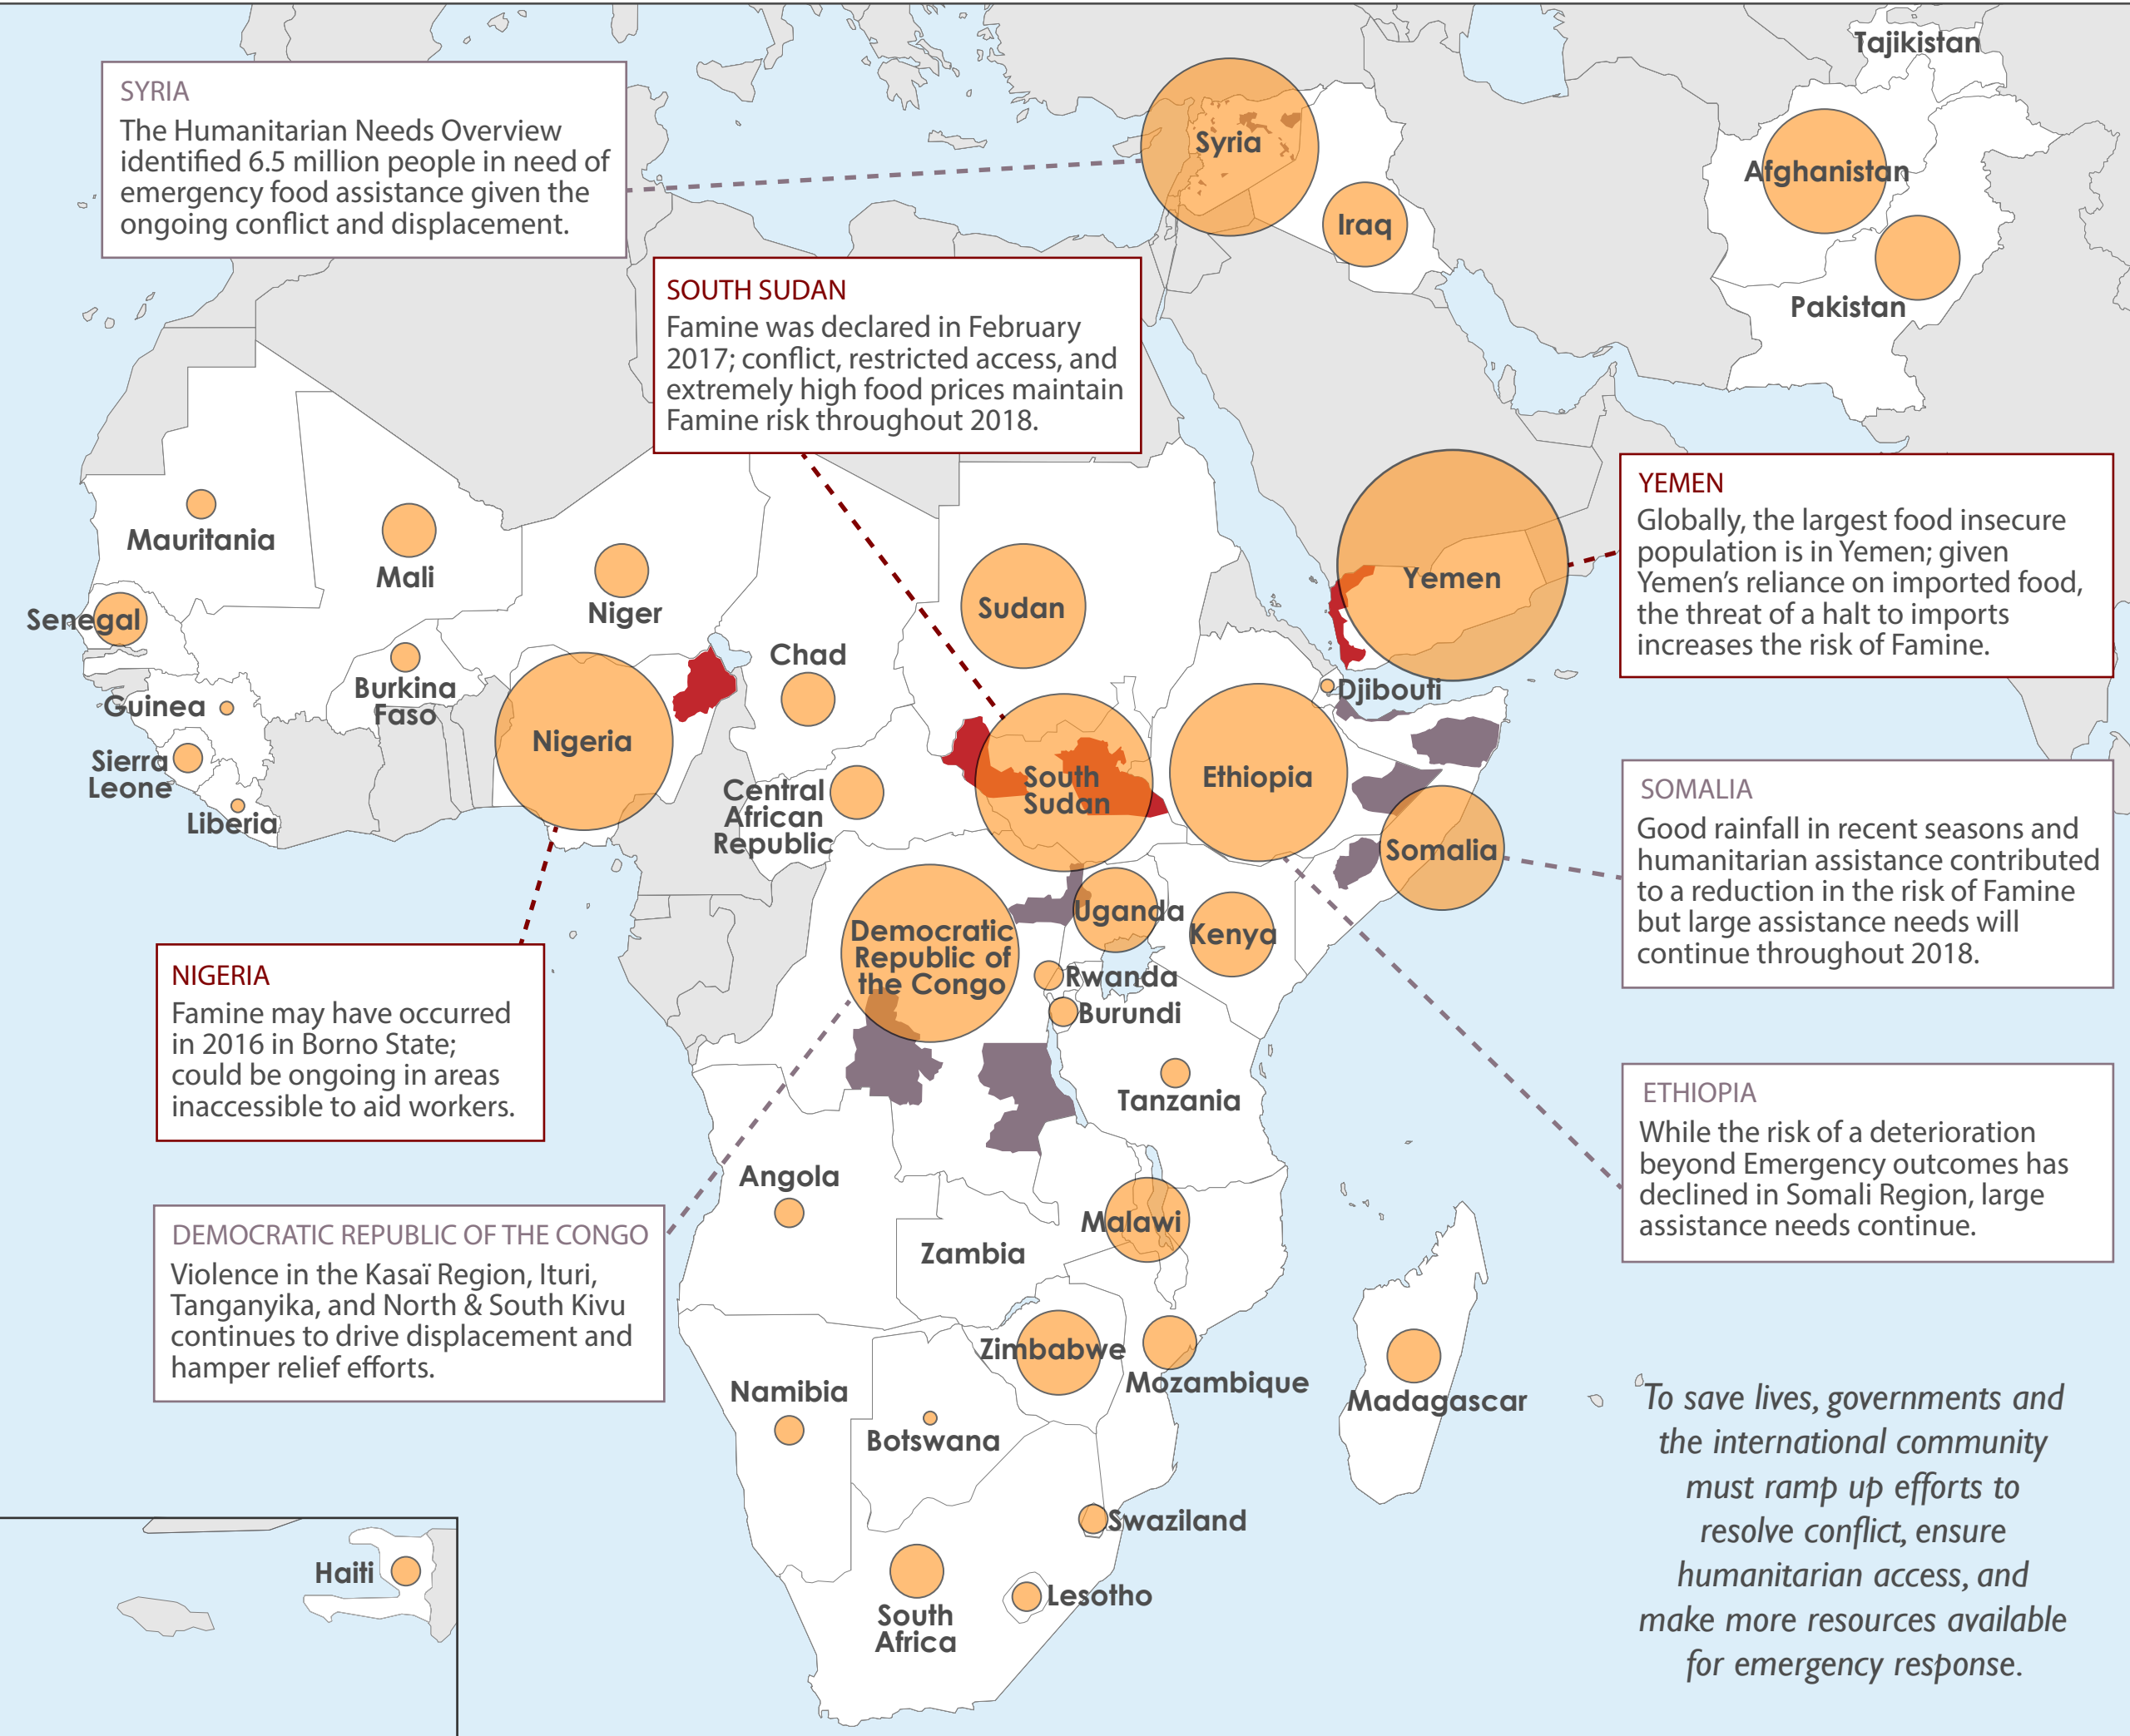 Tajikistan
SYRIA
The Humanitarian Needs Overview
identified 6.5 million people in need of
emergency food assistance given the
ongoing conflict and displacement.
Syria
Iraq
Afghanistan
Pakistan
SOUTH SUDAN
Famine was declared in February
2017; conflict, restricted access, and
extremely high food prices maintain
Famine risk throughout 2018.
YEMEN
Globally, the largest food insecure
population is in Yemen; given
Yemen’s reliance on imported food,
the threat of a halt to imports
increases the risk of Famine.
Mauritania
Mali
Niger
Sudan
Yemen
Senegal
Chad
Burkina
Faso
Djibouti
Guinea
Nigeria
Sierra
Leone
Liberia
Central
African
Republic
South
Sudan
Ethiopia
Somalia
SOMALIA
Good rainfall in recent seasons and
humanitarian assistance contributed
to a reduction in the risk of Famine
but large assistance needs will
continue throughout 2018.
Democratic
Republic of
the Congo
Uganda
Kenya
Rwanda
Burundi
NIGERIA
Famine may have occurred
in 2016 in Borno State;
could be ongoing in areas
inaccessible to aid workers.
Tanzania
ETHIOPIA
While the risk of a deterioration
beyond Emergency outcomes has
declined in Somali Region, large
assistance needs continue.
Angola
Malawi
Zambia
DEMOCRATIC REPUBLIC OF THE CONGO
Violence in the Kasaï Region, Ituri,
Tanganyika, and North & South Kivu
continues to drive displacement and
hamper relief efforts.
Zimbabwe
Mozambique
Namibia
Botswana
Madagascar
To save lives, governments and
the international community
must ramp up efforts to
resolve conflict, ensure
humanitarian access, and
make more resources available
for emergency response.
Swaziland
Haiti
Lesotho
South
Africa